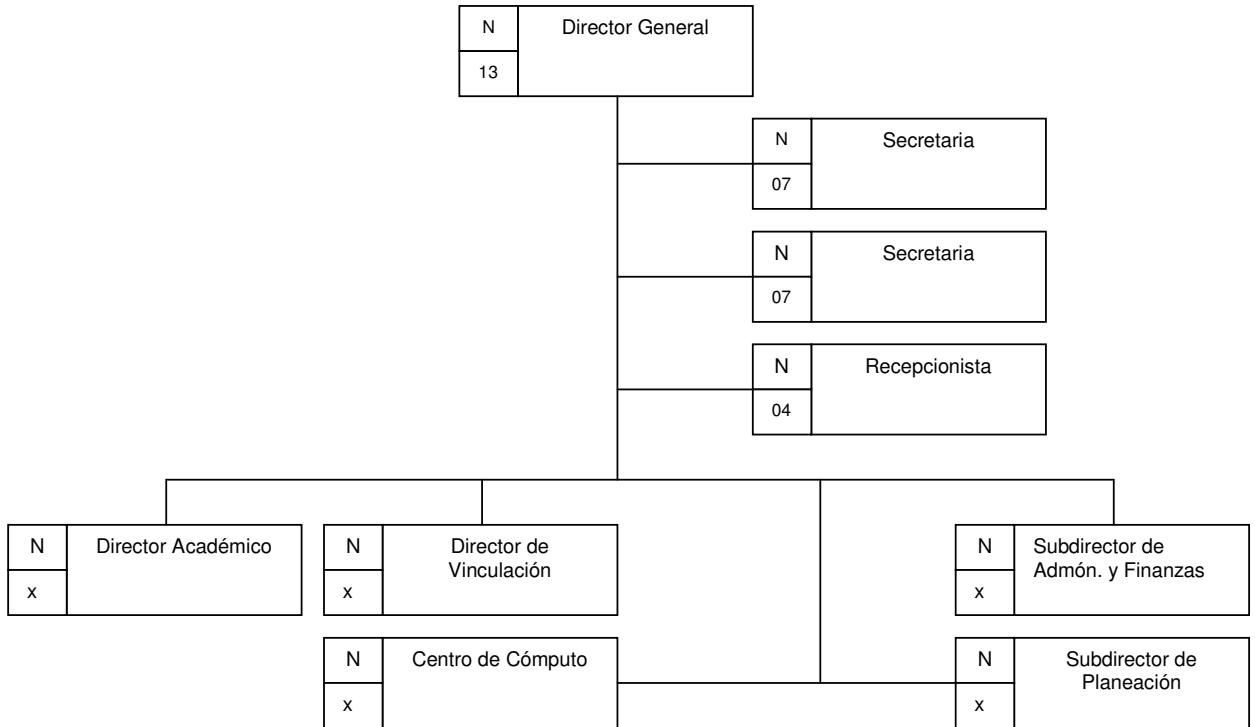 N
Director General
13
N
Secretaria
07
N
Secretaria
07
N
Recepcionista
04
N
Director Académico
x
N
Director de
Vinculación
x
N
Subdirector de
Admón. y Finanzas
x
N
Centro de Cómputo
x
N
Subdirector de
Planeación
x